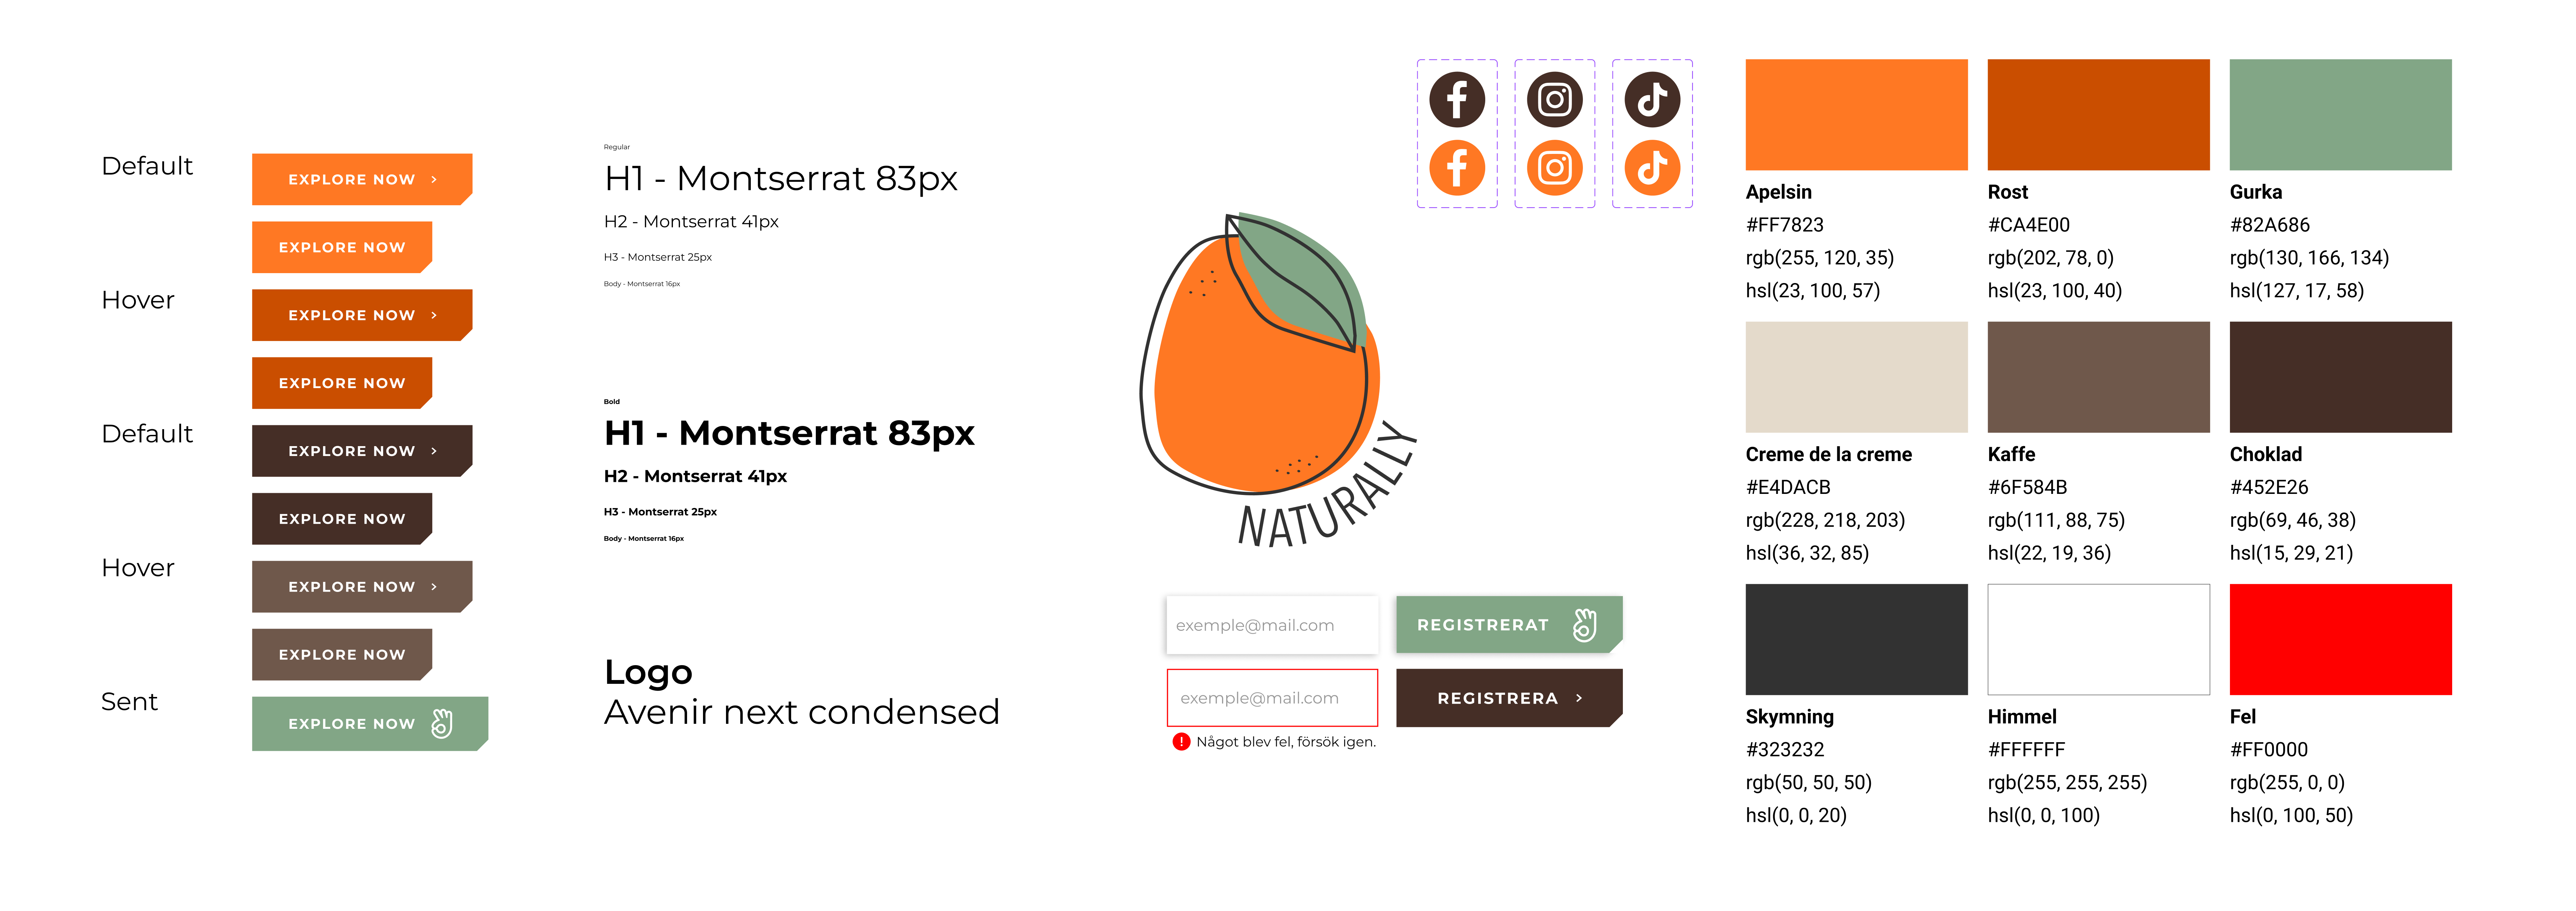 Default
EXPLORE NOW >
EXPLORE NOW
Hover
EXPLORE NOW >
EXPLORE NOW
Default
EXPLORE NOW >
EXPLORE NOW
Hover
EXPLORE NOW >
EXPLORE NOW
Sent
EXPLORE NOW
Regular
H1 - Montserrat 83px
H2 - Montserrat 41px
H3 - Montserrat 25px
Body - Montserrat 16px
Bold
H1 - Montserrat 83px
H2 - Montserrat 41px
H3 - Montserrat 25px
Body - Montserrat 16px
Logo
Avenir next condensed
NATURALLY
exemple@mail.com
REGISTRERAT
exemple@mail.com
REGISTRERA >
! Något blev fel, försök igen.
Apelsin
#FF7823
rgb(255, 120, 35)
hsl(23, 100, 57)
Rost
#CA4E00
rgb(202, 78, 0)
hsl(23, 100, 40)
Gurka
#82A686
rgb(130, 166, 134)
hsl(127, 17, 58)
Creme de la creme
#E4DACB
rgb(228, 218, 203)
hsl(36, 32, 85)
Kaffe
#6F584B
rgb(111, 88, 75)
hsl(22, 19, 36)
Choklad
#452E26
rgb(69, 46, 38)
hsl(15, 29, 21)
Skymning
#323232
rgb(50, 50, 50)
hsl(0, 0, 20)
Himmel
#FFFFFF
rgb(255, 255, 255)
hsl(0, 0, 100)
Fel
#FF0000
rgb(255, 0, 0)
hsl(0, 100, 50)